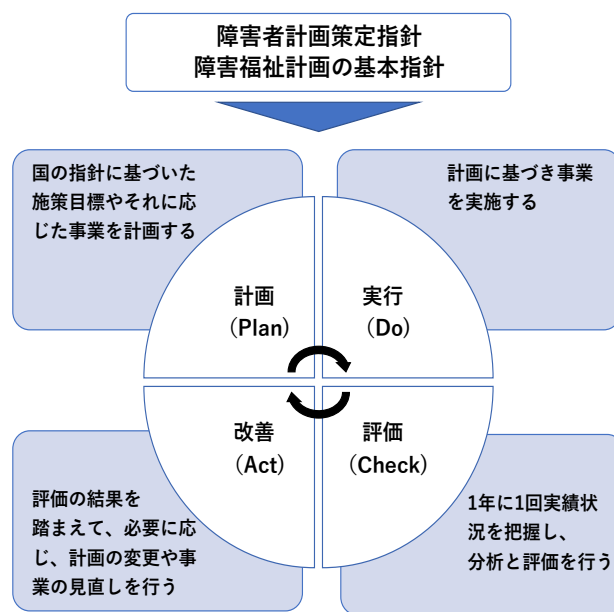 障害者計画策定指針
障害福祉計画の基本指針
国の指針に基づいた
施策目標やそれに応
じた事業を計画する
計画に基づき事業
を実施する
計画
（Plan）
実行
（Do）
改善
（Act）
評価
（Check）
評価の結果を
踏まえて、必要に応
じ、計画の変更や事
業の見直しを行う
1年に1回実績状
況を把握し、
分析と評価を行う